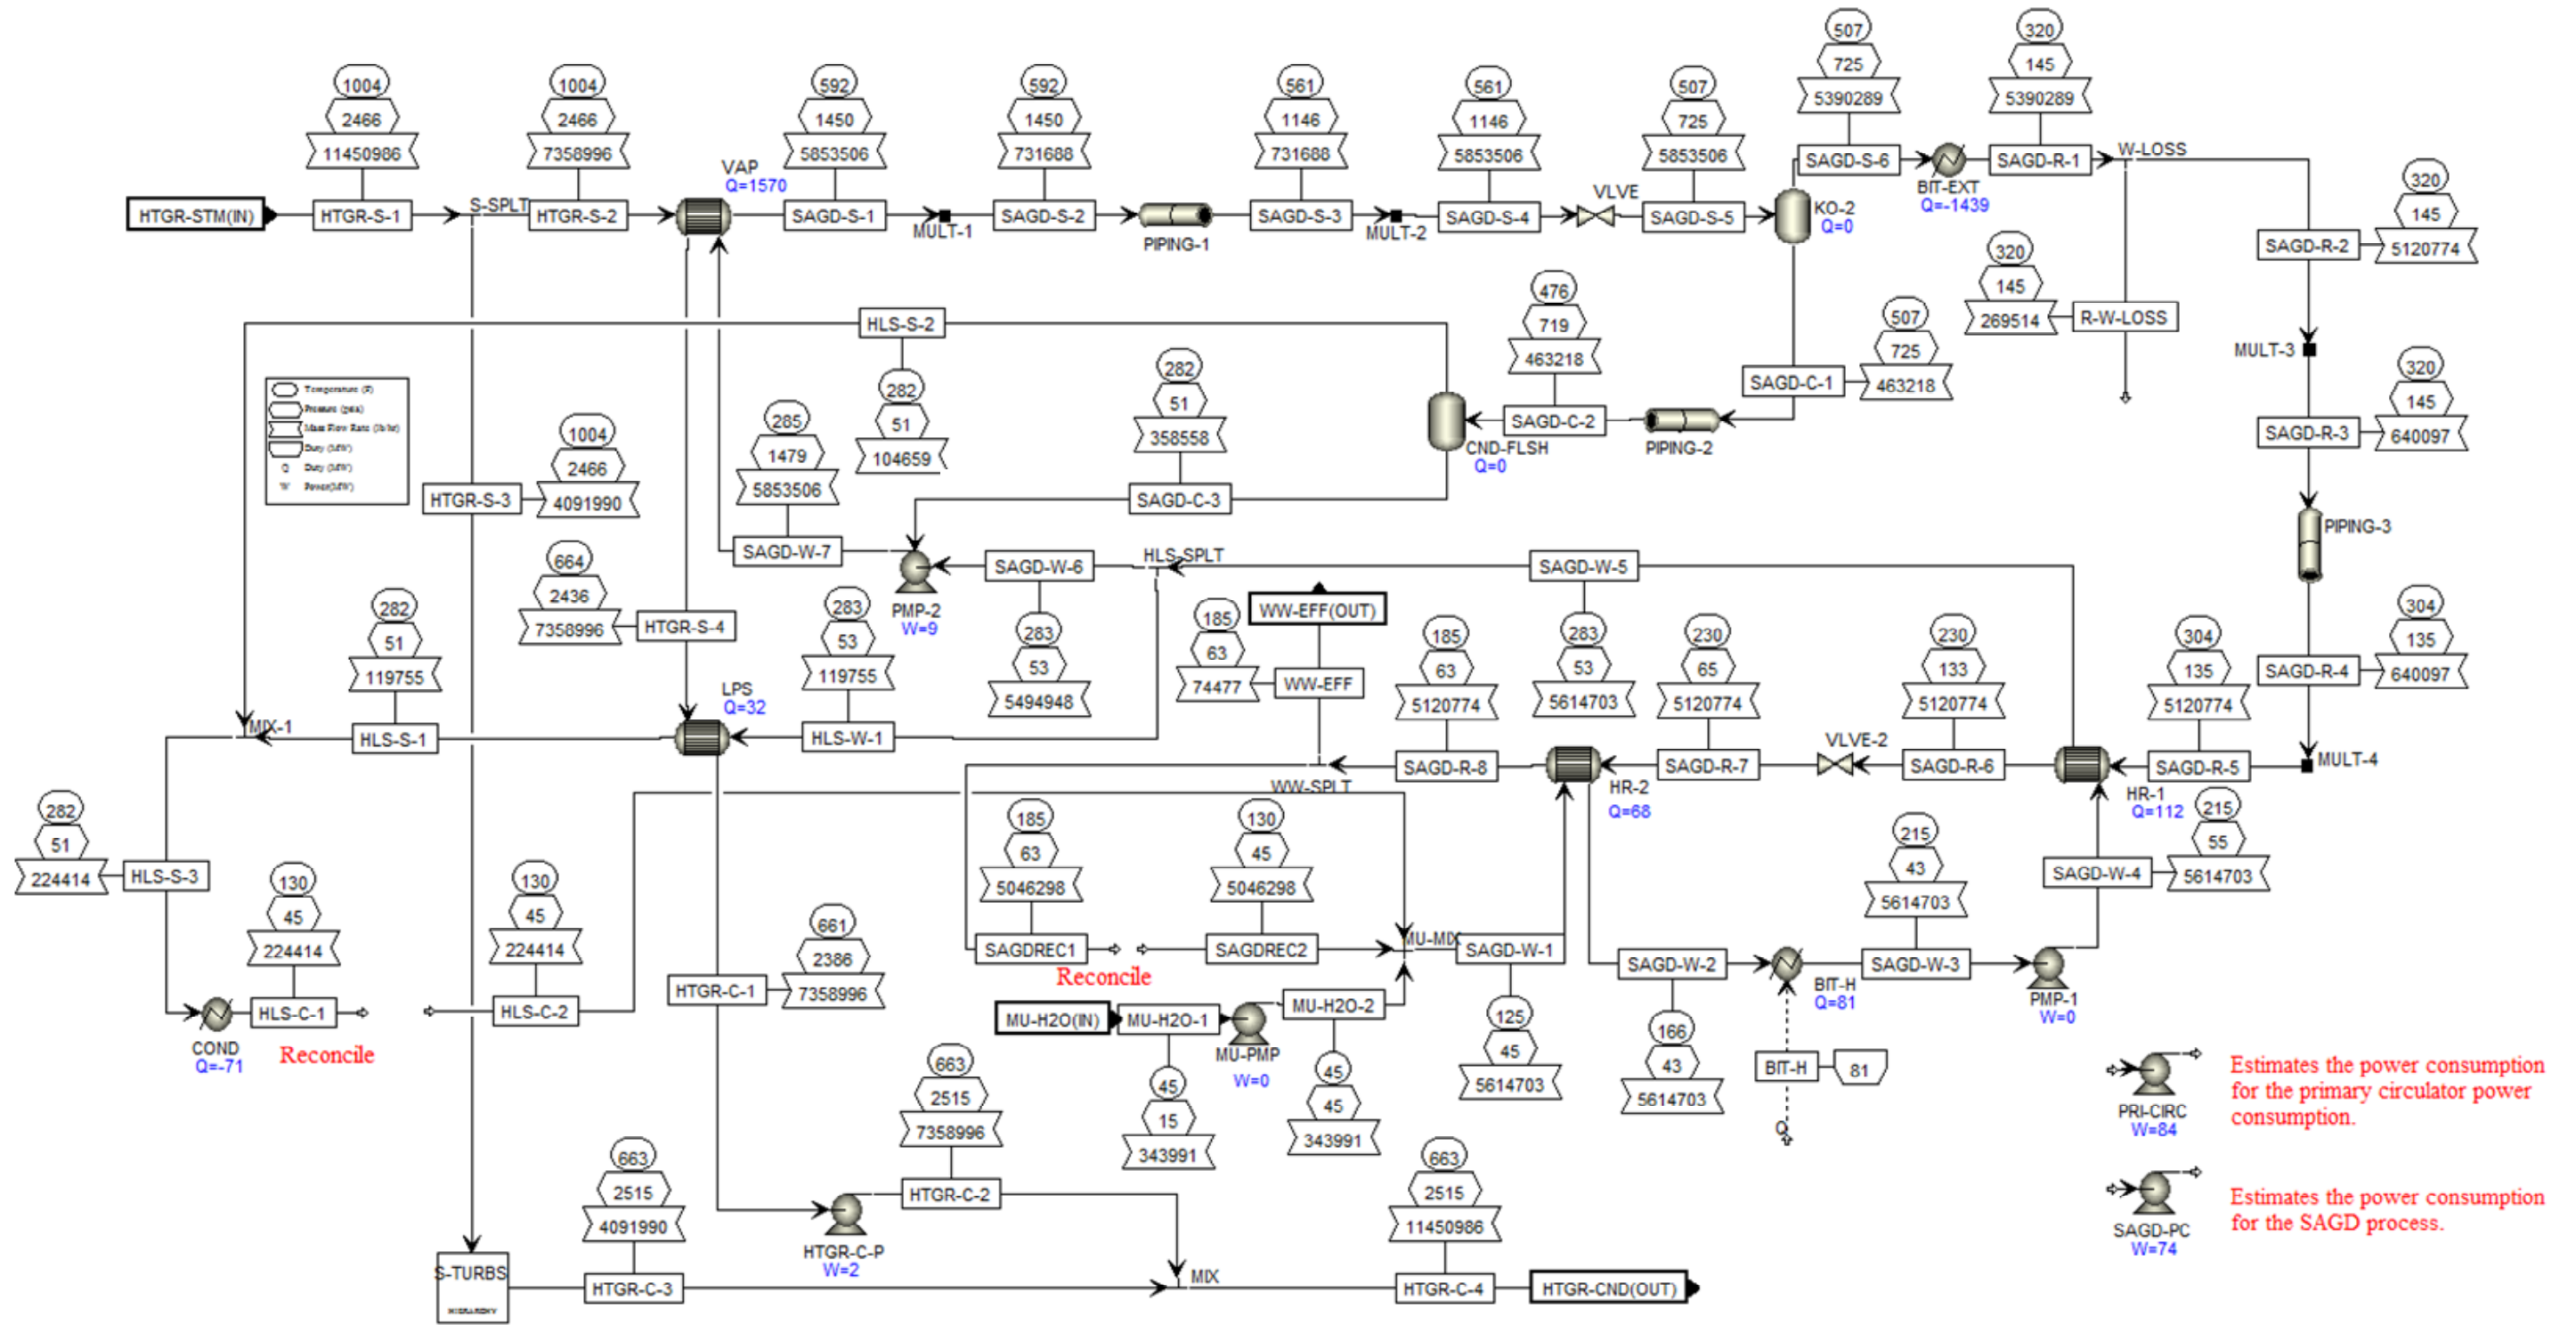 1004
2466
11450986
1004
2466
7358996
592
1450
5853506
592
1450
731688
561
1146
731688
561
1146
5853506
507
725
5853506
507
725
5390289
320
145
5390289
HTGR-STM(IN)
HTGR-S-1
S-SPLT
HTGR-S-2
VAP
Q=1570
SAGD-S-1
MULT-1
SAGD-S-2
PIPING-1
SAGD-S-3
MULT-2
SAGD-S-4
VLVE
SAGD-S-5
KO-2
Q=0
SAGD-S-6
BIT-EXT
Q=-1439
SAGD-R-1
W-LOSS
320
145
5120774
SAGD-R-2
320
145
269514
R-W-LOSS
HLS-S-2
282
51
104659
476
719
463218
SAGD-C-2
507
725
463218
SAGD-C-1
PIPING-2
CND-FLSH
Q=0
MULT-3
320
145
640097
SAGD-R-3
Temperature (F)
Pressure (psia)
Mass Flow Rate (lb/hr)
Duty (MW)
Q Duty (MW)
W Power(MW)
1004
2466
4091990
HTGR-S-3
285
1479
5853506
SAGD-W-7
282
51
358558
SAGD-C-3
PIPING-3
664
2436
7358996
HTGR-S-4
PMP-2
W=9
SAGD-W-6
283
53
5494948
HLS-SPLT
SAGD-W-5
283
53
5614703
WW-EFF(OUT)
185
63
74477
WW-EFF
282
51
119755
HLS-S-1
MIX-1
LPS
Q=32
283
53
119755
HLS-W-1
185
63
5120774
SAGD-R-8
WW-SPLT
HR-2
Q=68
230
65
5120774
SAGD-R-7
VLVE-2
230
133
5120774
SAGD-R-6
HR-1
Q=112
304
135
5120774
SAGD-R-5
304
135
640097
SAGD-R-4
MULT-4
282
51
224414
HLS-S-3
130
45
224414
HLS-C-1
COND
Q=-71
Reconcile
130
45
224414
HLS-C-2
661
2386
7358996
HTGR-C-1
185
63
5046298
SAGDREC1
Reconcile
130
45
5046298
SAGDREC2
MU-MIX
SAGD-W-1
125
45
5614703
MU-H2O(IN)
MU-H2O-1
45
15
343991
MU-PMP
W=0
MU-H2O-2
45
45
343991
SAGD-W-2
166
43
5614703
BIT-H
Q=81
BIT-H
81
Q
215
43
5614703
SAGD-W-3
PMP-1
W=0
215
55
5614703
SAGD-W-4
663
2515
4091990
HTGR-C-3
S-TURBS
HIERARCHY
HTGR-C-P
W=2
663
2515
7358996
HTGR-C-2
MIX
663
2515
11450986
HTGR-C-4
HTGR-CND(OUT)
PRI-CIRC
W=84
Estimates the power consumption
for the primary circulator power
consumption.
SAGD-PC
W=74
Estimates the power consumption
for the SAGD process.